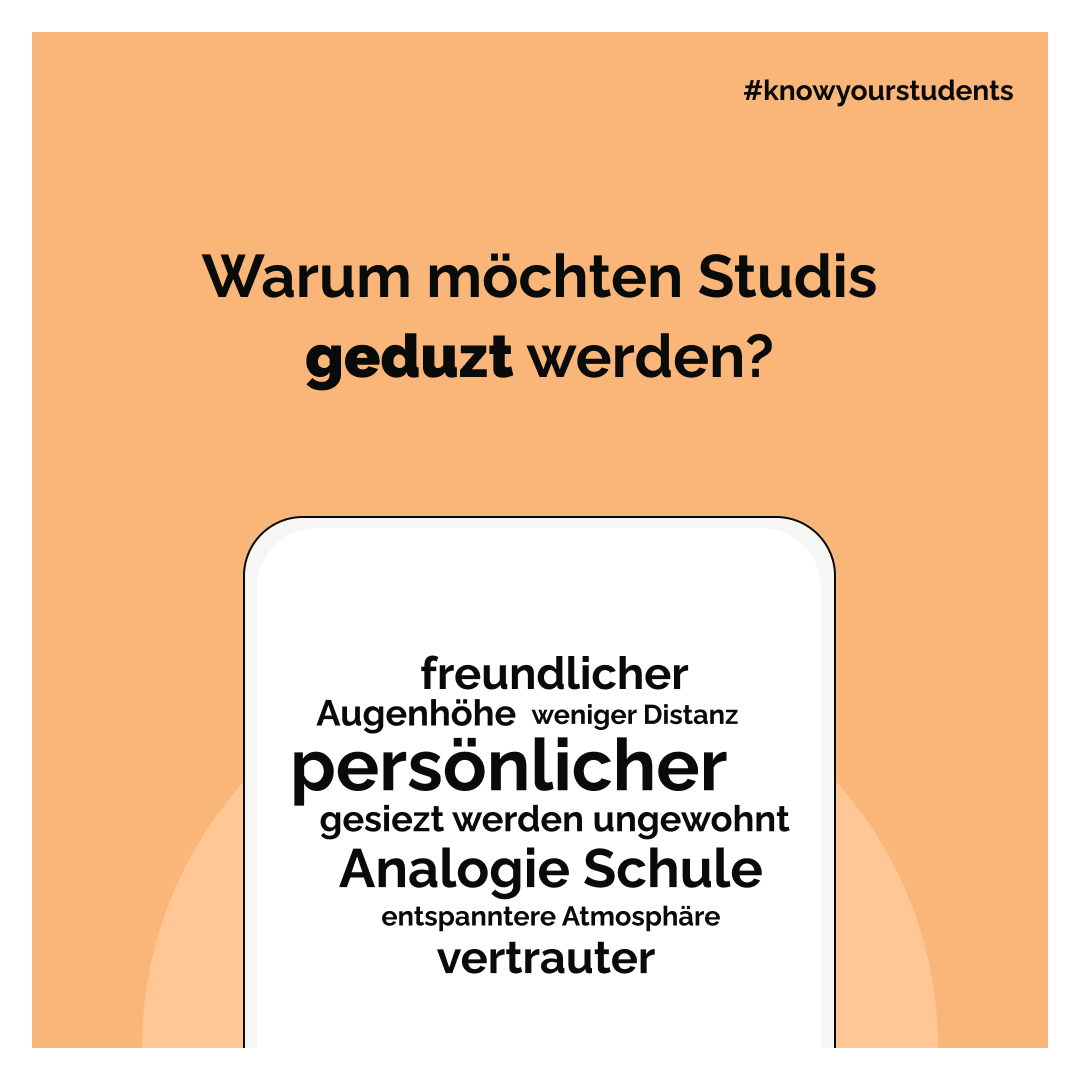 #knowyourstudents
Warum möchten Studis
geduzt werden?
freundlicher
Augenhöhe weniger Distanz
persönlicher
gesiezt werden ungewohnt
Analogie Schule
entspanntere Atmosphäre
vertrauter